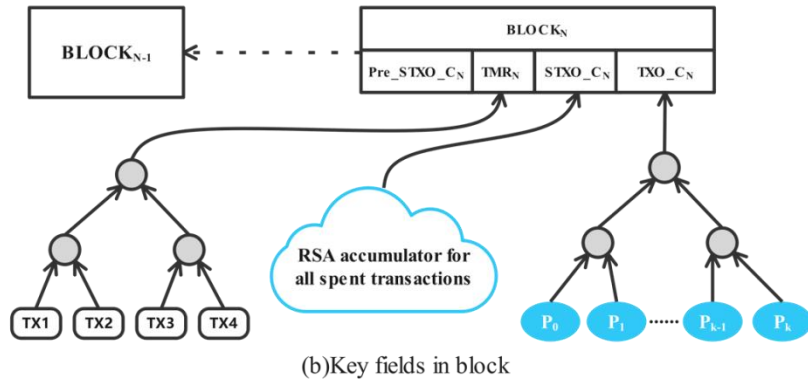 BLOCKN-1
BLOCKN
Pre_STXO_CN TMRN STXO_CN TXO_CN
RSA accumulator for
all spent transactions
TX1 TX2 TX3 TX4
P0 P1 ...... Pk-1 Pk
(b)Key fields in block